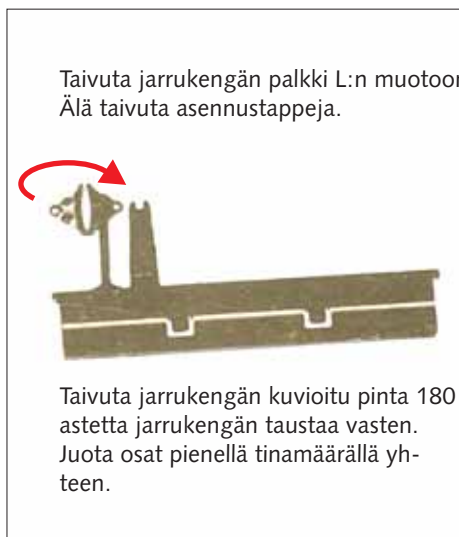 Taivuta jarrukengän palkki L:n muotoon
Älä taivuta asennustappeja.
Taivuta jarrukengän kuvioitu pinta 180
astetta jarrukengän taustaa vasten.
Juota osat pienellä tinamäärällä yh-
teen.